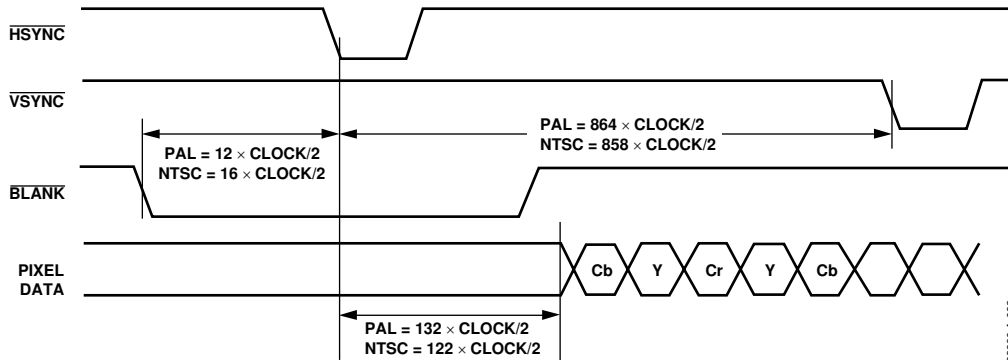 HSYNC
VSYNC
PAL = 864 × CLOCK/2
NTSC = 858 × CLOCK/2
PAL = 12 × CLOCK/2
NTSC = 16 × CLOCK/2
BLANK
PIXEL
DATA
Cb Y Cr Y Cb
PAL = 132 × CLOCK/2
NTSC = 122 × CLOCK/2